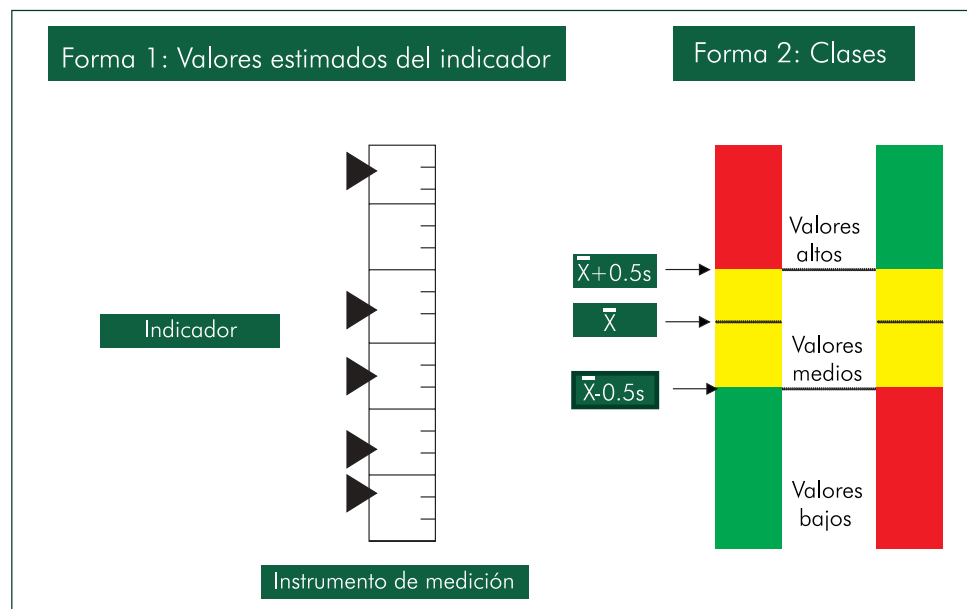 Forma 1: Valores estimados del indicador
Forma 2: Clases
Valores
altos
X̅+0.5s
Indicador
X̅
Valores
medios
X̅-0.5s
Valores
bajos
Instrumento de medición